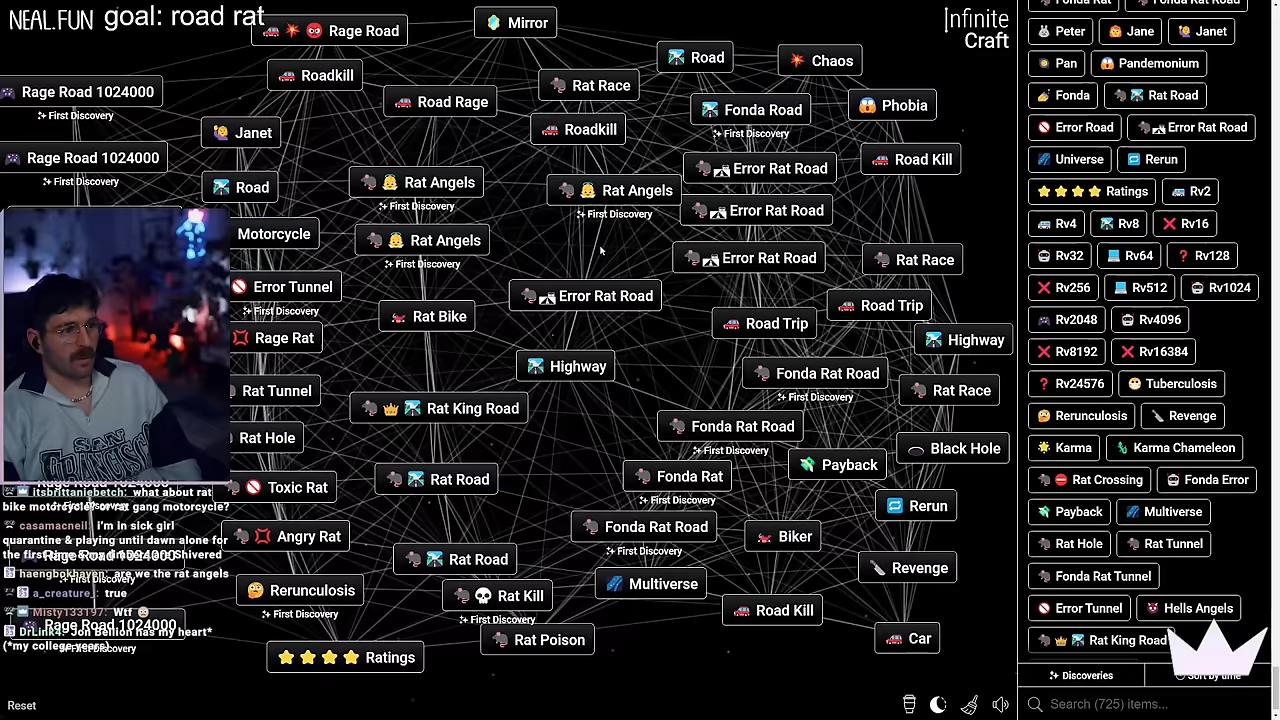 NEAL.FUN
goal: road rat
Infinite
Craft
Rage Road
Mirror
Road
Chaos
Roadkill
Rage Road 1024000
First Discovery
Road Rage
Rat Race
Fonda Road
First Discovery
Phobia
Janet
Roadkill
Rage Road 1024000
First Discovery
Road
Rat Angels
First Discovery
Rat Angels
First Discovery
Error Rat Road
Road Kill
Error Rat Road
Motorcycle
Rat Angels
First Discovery
Error Rat Road
Rat Race
Error Tunnel
First Discovery
Error Rat Road
Road Trip
Rat Bike
Road Trip
Rage Rat
Highway
Highway
Fonda Rat Road
First Discovery
Rat Tunnel
Rat Race
Rat King Road
Fonda Rat Road
First Discovery
Rat Hole
Black Hole
Payback
Rat Road
Fonda Rat
First Discovery
Toxic Rat
Rerun
Fonda Rat Road
First Discovery
Angry Rat
Biker
Rat Road
Revenge
Multiverse
Rerunculosis
First Discovery
Rat Kill
First Discovery
Road Kill
Rat Poison
Car
Ratings
itsbrittaniebetch: what about rat
bike motorcycle? or rat gang motorcycle?
casamacneil: i'm in sick girl
quarantine & playing until dawn alone for
haengbokhaven: are we the rat angels
a_creature_: true
Misty133197: Wtf
Rage Road 1024000
DrLink4: Jon Bellion has my heart*
(*my college years)
Reset
Peter
Jane
Janet
Pan
Pandemonium
Fonda
Rat Road
Error Road
Error Rat Road
Universe
Rerun
Ratings
Rv2
Rv4
Rv8
Rv16
Rv32
Rv64
Rv128
Rv256
Rv512
Rv1024
Rv2048
Rv4096
Rv8192
Rv16384
Rv24576
Tuberculosis
Rerunculosis
Revenge
Karma
Karma Chameleon
Rat Crossing
Fonda Error
Payback
Multiverse
Rat Hole
Rat Tunnel
Fonda Rat Tunnel
Error Tunnel
Hells Angels
Rat King Road
Discoveries
Sort by time
Search (725) items...